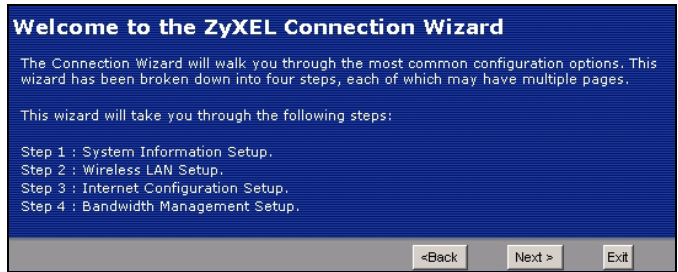 Welcome to the ZyXEL Connection Wizard
The Connection Wizard will walk you through the most common configuration options. This
wizard has been broken down into four steps, each of which may have multiple pages.
This wizard will take you through the following steps:
Step 1 : System Information Setup.
Step 2 : Wireless LAN Setup.
Step 3 : Internet Configuration Setup.
Step 4 : Bandwidth Management Setup.
<Back Next > Exit